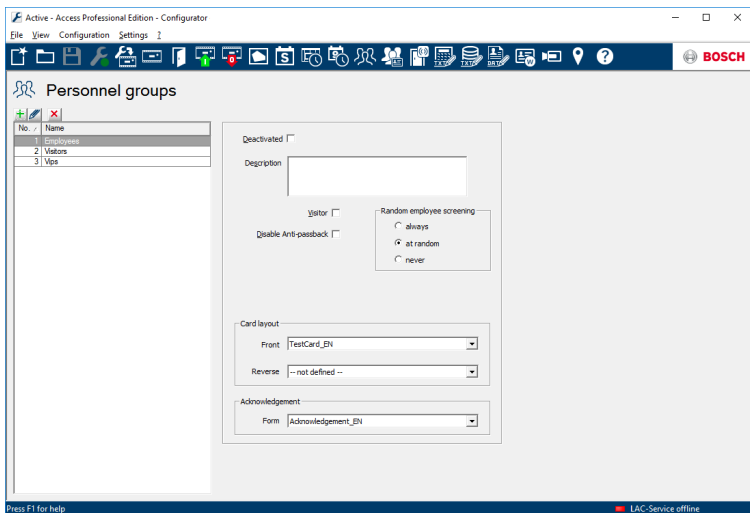 Active - Access Professional Edition - Configurator
File View Configuration Settings ?
BOSCH
Personnel groups
No. / Name
1 Employees
2 Visitors
3 Vips
Deactivated
Description
Visitor
Disable Anti-passback
Random employee screening
always
at random
never
Card layout
Front TestCard_EN
Reverse -- not defined --
Acknowledgement
Form Acknowledgement_EN
Press F1 for help
LAC-Service offline